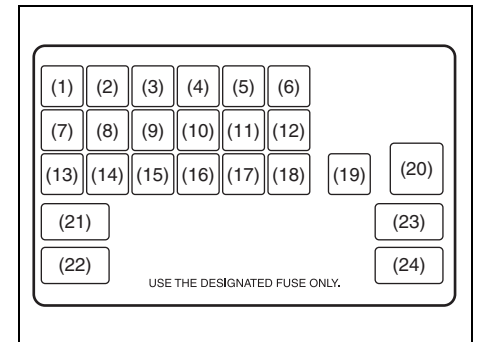 (1) (2) (3) (4) (5) (6)
(7) (8) (9) (10) (11) (12)
(13) (14) (15) (16) (17) (18) (19) (20)
(21) (23)
(22) (24)
USE THE DESIGNATED FUSE ONLY.